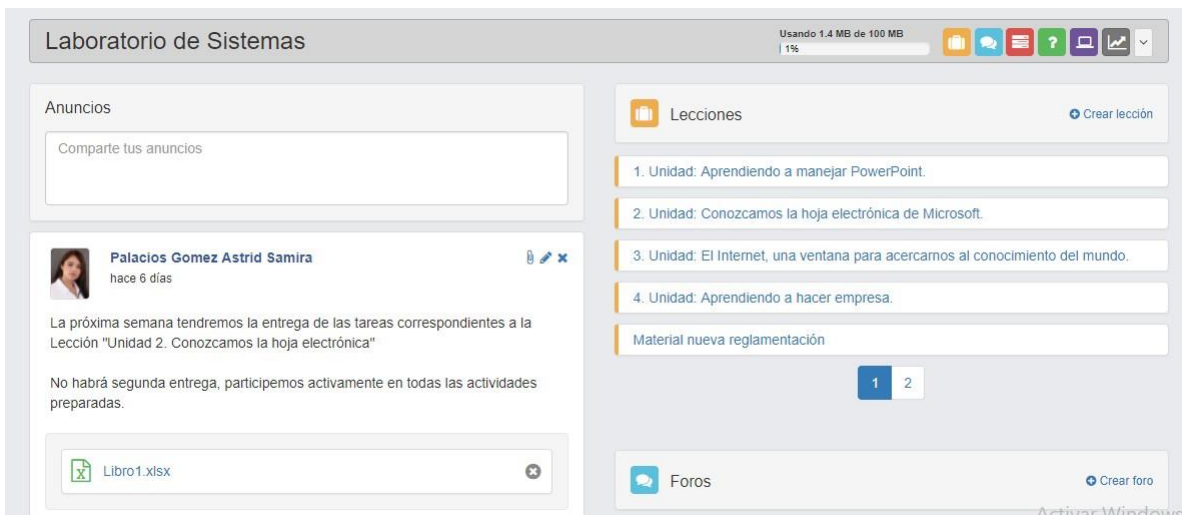 Laboratorio de Sistemas
Usando 1.4 MB de 100 MB
1%
Anuncios
Comparte tus anuncios
Palacios Gomez Astrid Samira
hace 6 días
La próxima semana tendremos la entrega de las tareas correspondientes a la
Lección "Unidad 2. Conozcamos la hoja electrónica"
No habrá segunda entrega, participemos activamente en todas las actividades
preparadas.
Libro1.xlsx
Lecciones
Crear lección
1. Unidad: Aprendiendo a manejar PowerPoint.
2. Unidad: Conozcamos la hoja electrónica de Microsoft.
3. Unidad: El Internet, una ventana para acercarnos al conocimiento del mundo.
4. Unidad: Aprendiendo a hacer empresa.
Material nueva reglamentación
1 2
Foros
Crear foro
Activar Windows